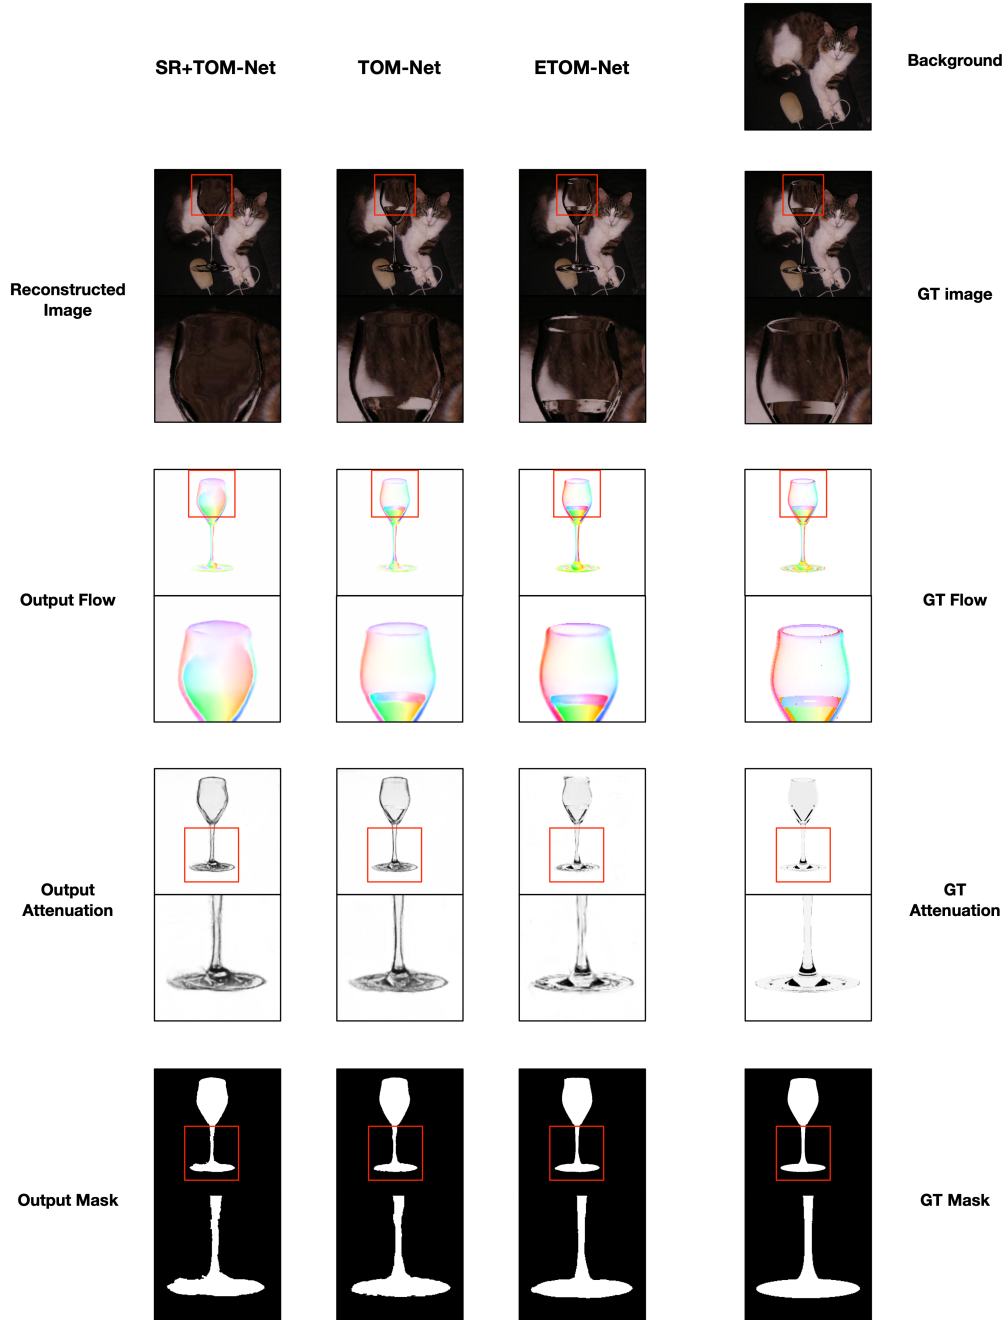 SR+TOM-Net
TOM-Net
ETOM-Net
Background
Reconstructed
Image
GT image
Output Flow
GT Flow
Output
Attenuation
GT
Attenuation
Output Mask
GT Mask